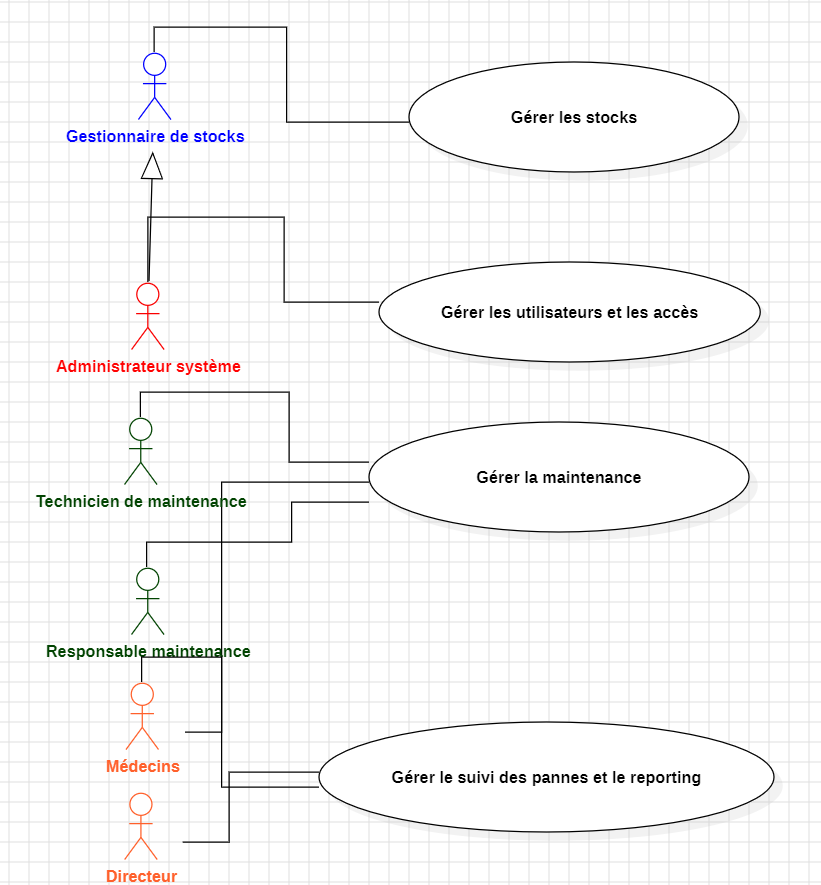 Gestionnaire de stocks
Gérer les stocks
Administrateur système
Gérer les utilisateurs et les accès
Technicien de maintenance
Gérer la maintenance
Responsable maintenance
Médecins
Gérer le suivi des pannes et le reporting
Directeur